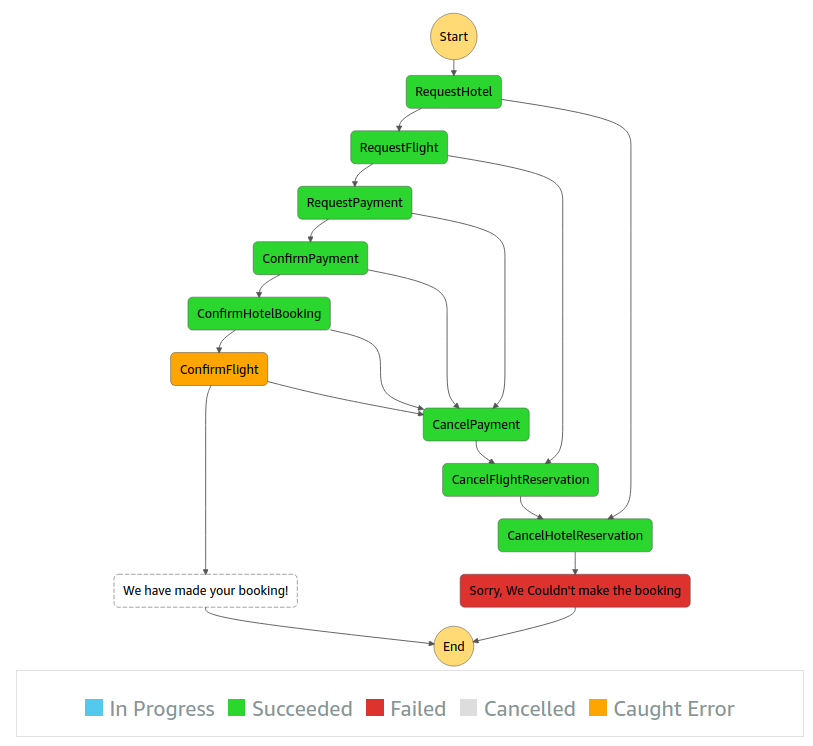 Start
RequestHotel
RequestFlight
RequestPayment
ConfirmPayment
ConfirmHotelBooking
ConfirmFlight
CancelPayment
CancelFlightReservation
CancelHotelReservation
We have made your booking!
Sorry, We Couldn't make the booking
End
In Progress
Succeeded
Failed
Cancelled
Caught Error